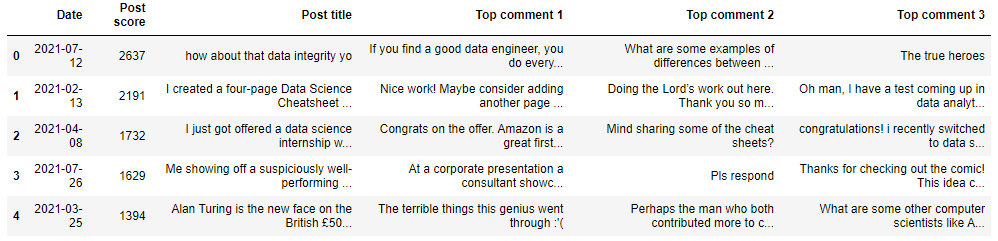 Date Post score Post title Top comment 1 Top comment 2 Top comment 3
0 2021-07-12 2637 how about that data integrity yo If you find a good data engineer, you do every... What are some examples of differences between ... The true heroes
1 2021-02-13 2191 I created a four-page Data Science Cheatsheet ... Nice work! Maybe consider adding another page ... Doing the Lord's work out here. Thank you so m... Oh man, I have a test coming up in data analyt...
2 2021-04-08 1732 I just got offered a data science internship w... Congrats on the offer. Amazon is a great first... Mind sharing some of the cheat sheets? congratulations! i recently switched to data s...
3 2021-07-26 1629 Me showing off a suspiciously well-performing ... At a corporate presentation a consultant showc... Pls respond Thanks for checking out the comic! This idea c...
4 2021-03-25 1394 Alan Turing is the new face on the British £50... The terrible things this genius went through :'( Perhaps the man who both contributed more to c... What are some other computer scientists like A...